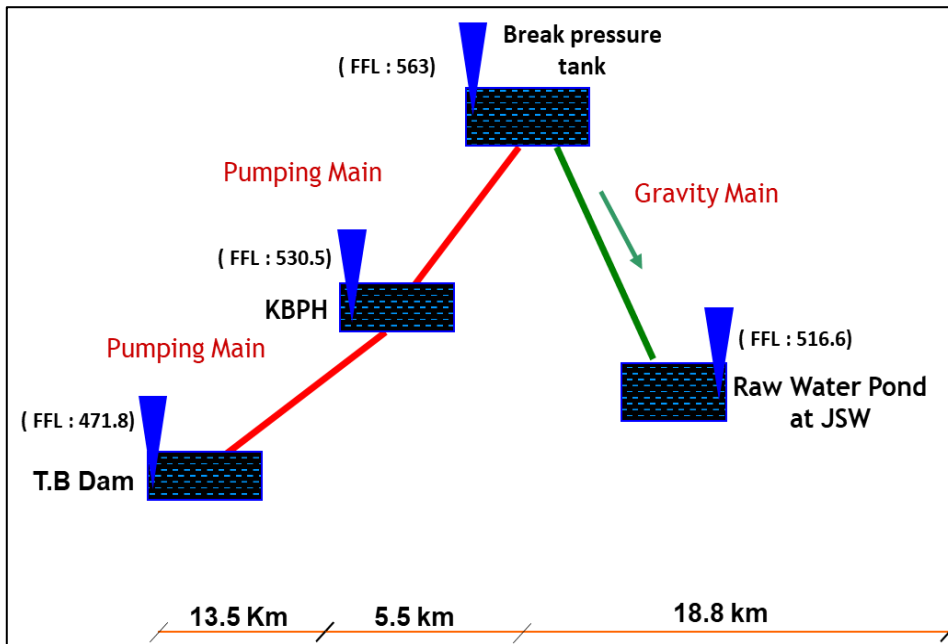 Break pressure
tank
( FFL : 563)
Pumping Main
Gravity Main
( FFL : 530.5)
KBPH
Pumping Main
( FFL : 516.6)
Raw Water Pond
at JSW
( FFL : 471.8)
T.B Dam
13.5 Km
5.5 km
18.8 km